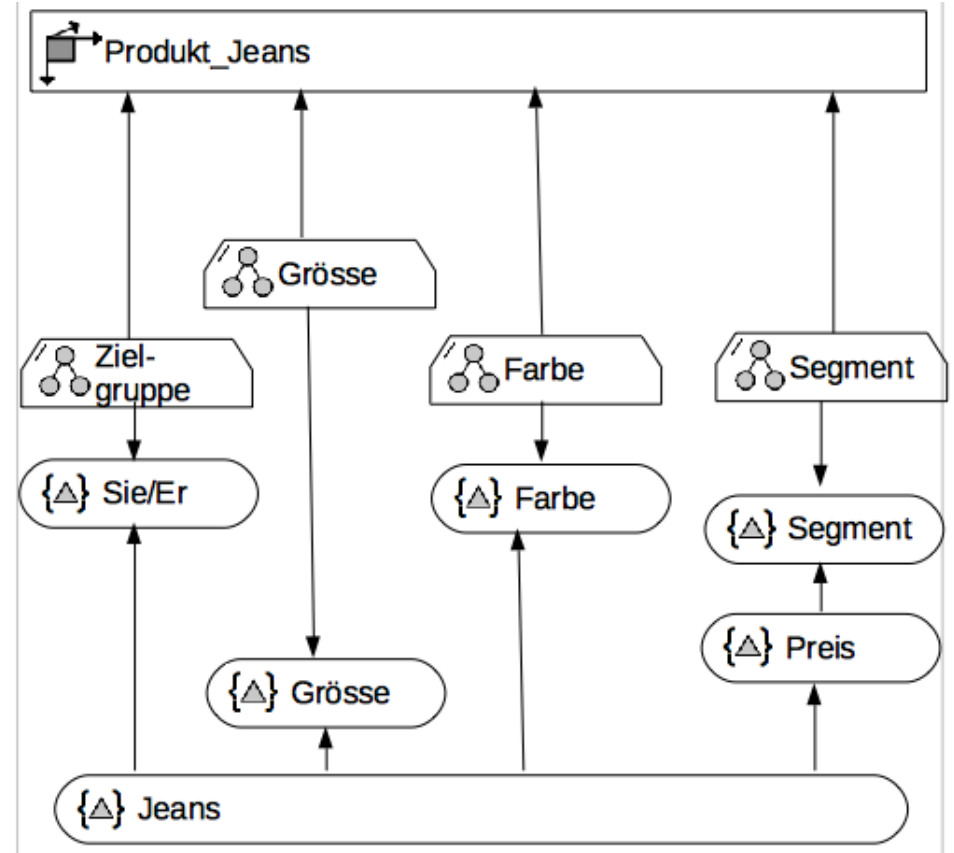 Produkt_Jeans
Grösse
Ziel-
gruppe
Farbe
Segment
{△} Sie/Er
{△} Farbe
{△} Segment
{△} Preis
{△} Grösse
{△} Jeans